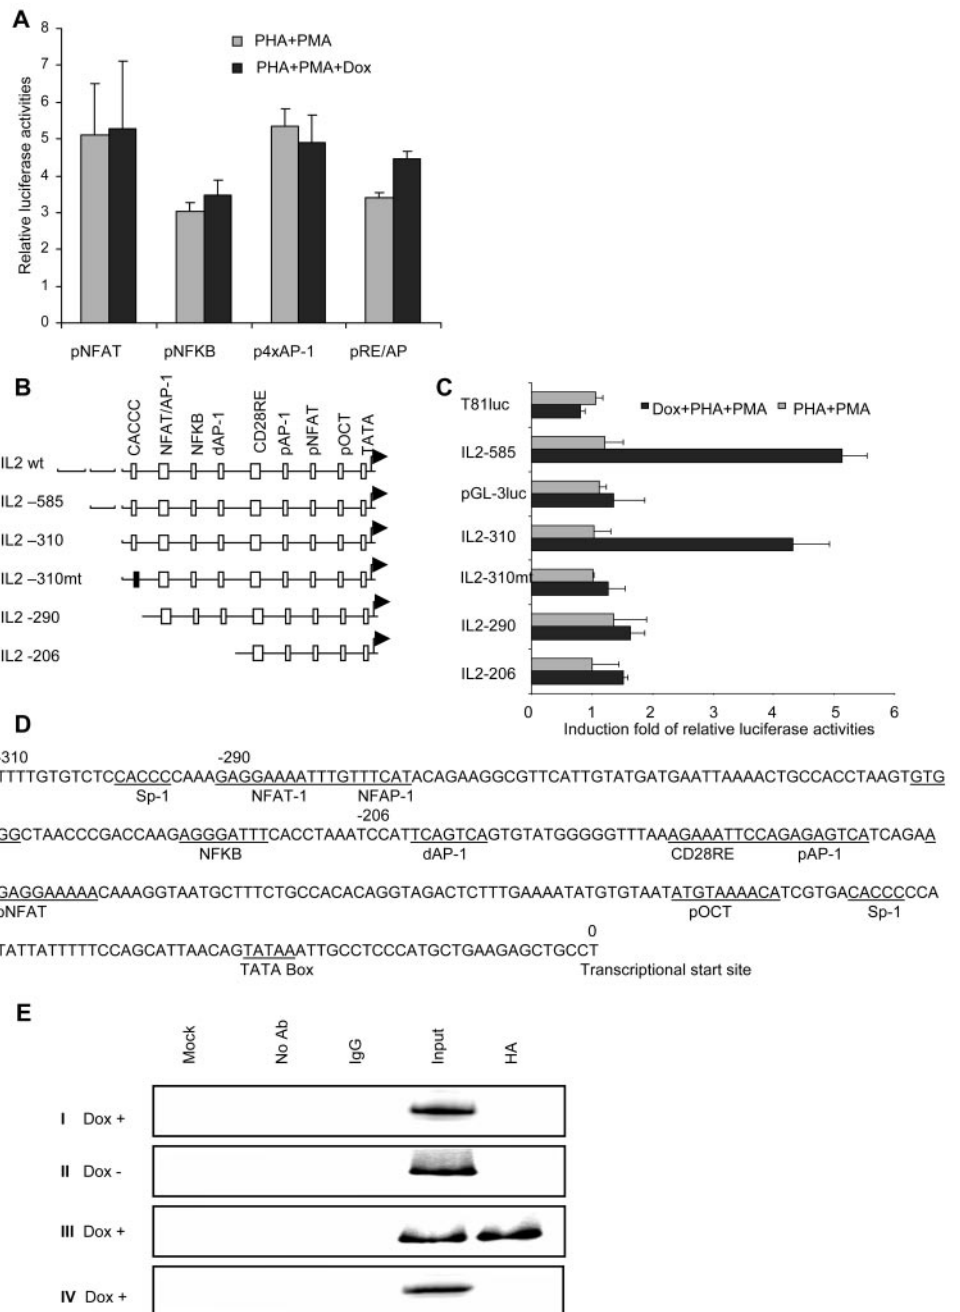 A
8
7
6
5
4
3
2
1
0
Relative luciferase activities
PHA+PMA
PHA+PMA+Dox
pNFAT pNFKB p4xAP-1 pRE/AP
B
CACCC NFAT/AP-1 NFKB dAP-1 CD28RE pAP-1 pNFAT pOCT TATA
IL2 wt
IL2 –585
IL2 –310
IL2 –310mt
IL2 -290
IL2 -206
C
Dox+PHA+PMA PHA+PMA
T81luc
IL2-585
pGL-3luc
IL2-310
IL2-310mt
IL2-290
IL2-206
0 1 2 3 4 5 6
Induction fold of relative luciferase activities
D
-310 -290
TTTTGTGTCTCCACCCCAAAGAGGAAAATTTGTTTCATACAGAAGGCGTTCATTGTATGATGAATTAAAACTGCCACCTAAGTGTG
Sp-1 NFAT-1 NFAP-1
-206
GGCTAACCCGACCAAGAGGGATTTCACCTAAATCCATTCAGTCAGTGTATGGGGGTTTAAAGAAATTCCAGAGAGTCATCAGAA
NFKB dAP-1 CD28RE pAP-1
GAGGAAAAACAAAGGTAATGCTTTCTGCCACACAGGTAGACTCTTTGAAAATATGTGTAATATGTAAAACATCGTGACACCCCCA
pNFAT pOCT Sp-1
0
TATTATTTTTCCAGCATTAACAGTATAAATTGCCTCCCATGCTGAAGAGCTGCCT
TATA Box Transcriptional start site
E
Mock No Ab IgG Input HA
I Dox +
II Dox -
III Dox +
IV Dox +